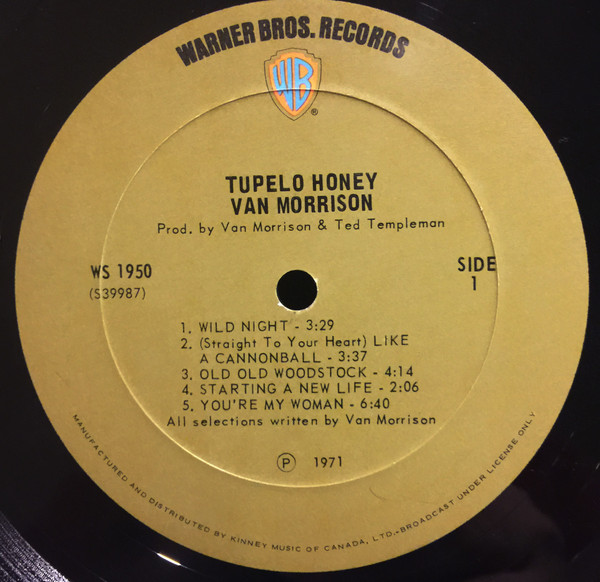 WARNER BROS. RECORDS
WB
®
TUPELO HONEY
VAN MORRISON
Prod. by Van Morrison & Ted Templeman
WS 1950
(S39987)
SIDE
1
1. WILD NIGHT - 3:29
2. (Straight To Your Heart) LIKE
A CANNONBALL - 3:37
3. OLD OLD WOODSTOCK - 4:14
4. STARTING A NEW LIFE - 2:06
5. YOU'RE MY WOMAN - 6:40
All selections written by Van Morrison
Ⓟ 1971
MANUFACTURED AND DISTRIBUTED BY KINNEY MUSIC OF CANADA, LTD.-BROADCAST UNDER LICENSE ONLY